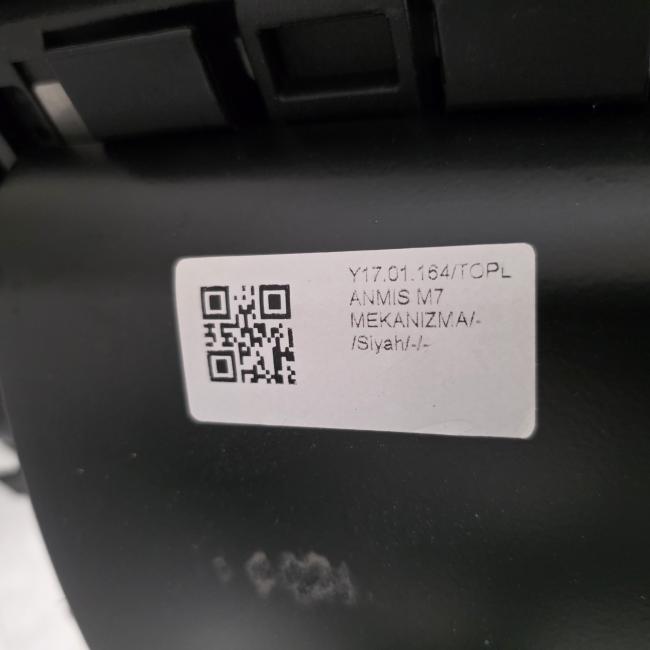 Y17.01.164/TOPL
ANMIS M7
MEKANIZMA/-
/Siyah/-/-